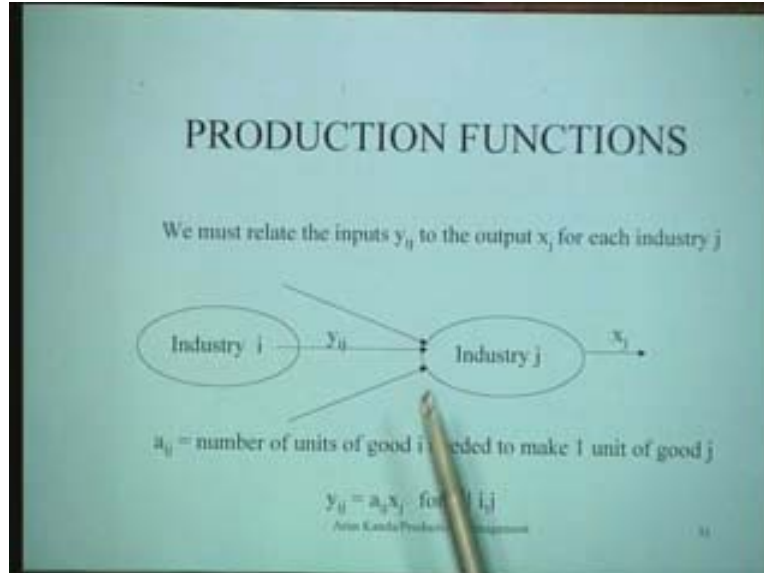 PRODUCTION FUNCTIONS
We must relate the inputs yij to the output xj for each industry j
Industry i
yij
Industry j
xj
aij = number of units of good i needed to make 1 unit of good j
yij = aijxj for i,j